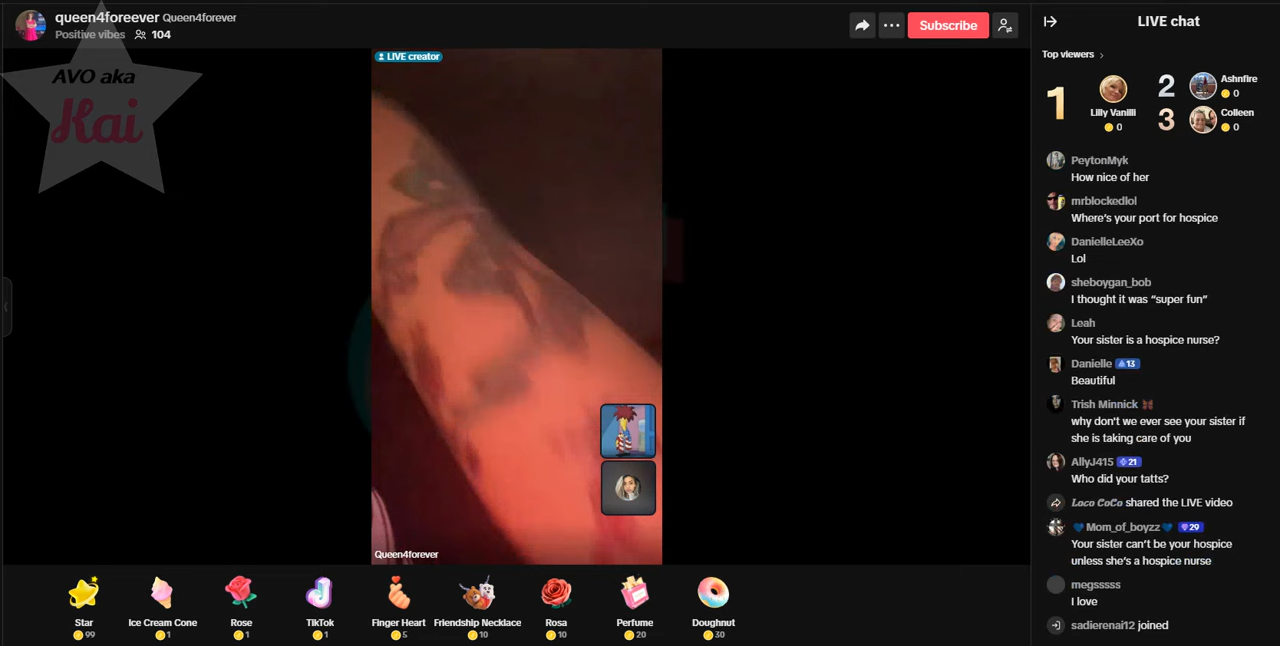 queen4foreever Queen4forever
Positive vibes 104
Subscribe
AVO aka
Kai
LIVE creator
Queen4forever
Star
99
Ice Cream Cone
1
Rose
1
TikTok
1
Finger Heart
5
Friendship Necklace
10
Rosa
10
Perfume
20
Doughnut
30
LIVE chat
Top viewers
1
Lilly Vanilli
0
2
Ashnfire
0
3
Colleen
0
PeytonMyk
How nice of her
mrblockedlol
Where's your port for hospice
DanielleLeeXo
Lol
sheboygan_bob
I thought it was “super fun”
Leah
Your sister is a hospice nurse?
Danielle 13
Beautiful
Trish Minnick
why don't we ever see your sister if
she is taking care of you
AllyJ415 21
Who did your tatts?
Loco CoCo shared the LIVE video
Mom_of_boyzz 29
Your sister can't be your hospice
unless she's a hospice nurse
megsssss
I love
sadierenai12 joined